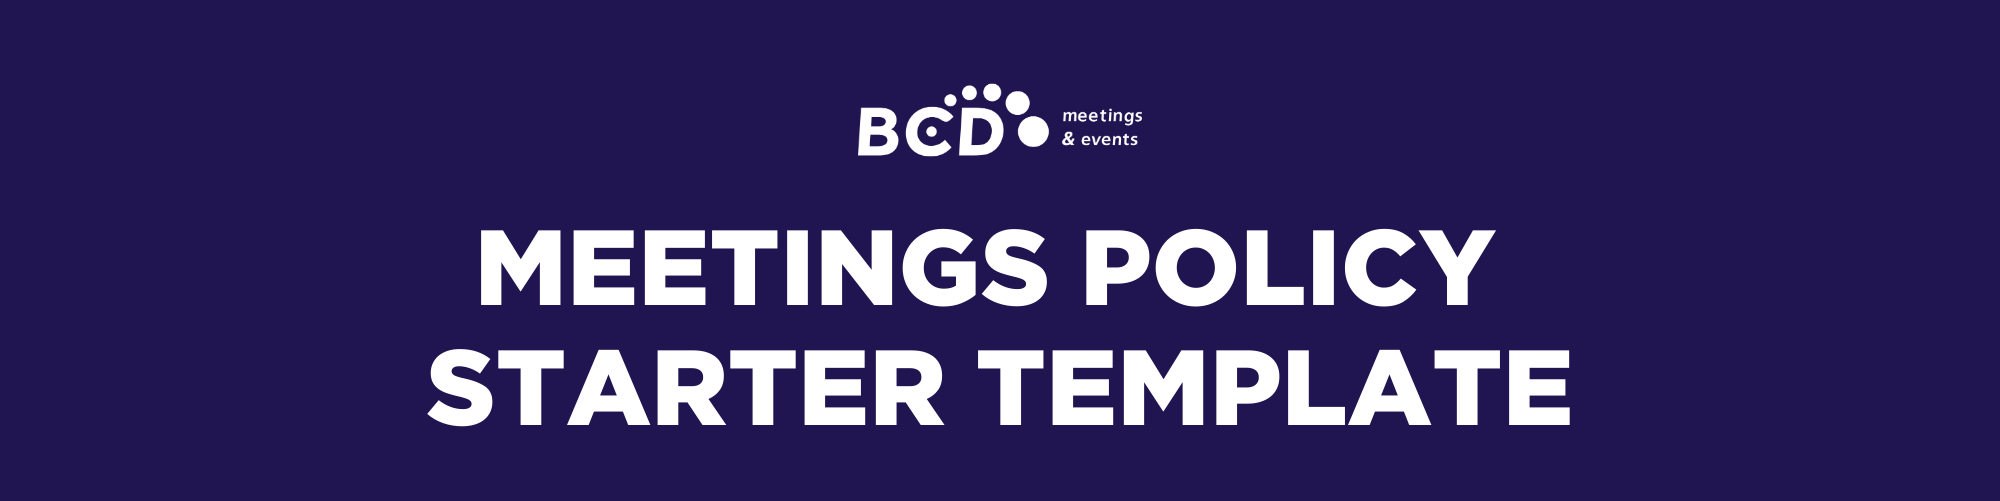 BCD
meetings
& events
MEETINGS POLICY
STARTER TEMPLATE